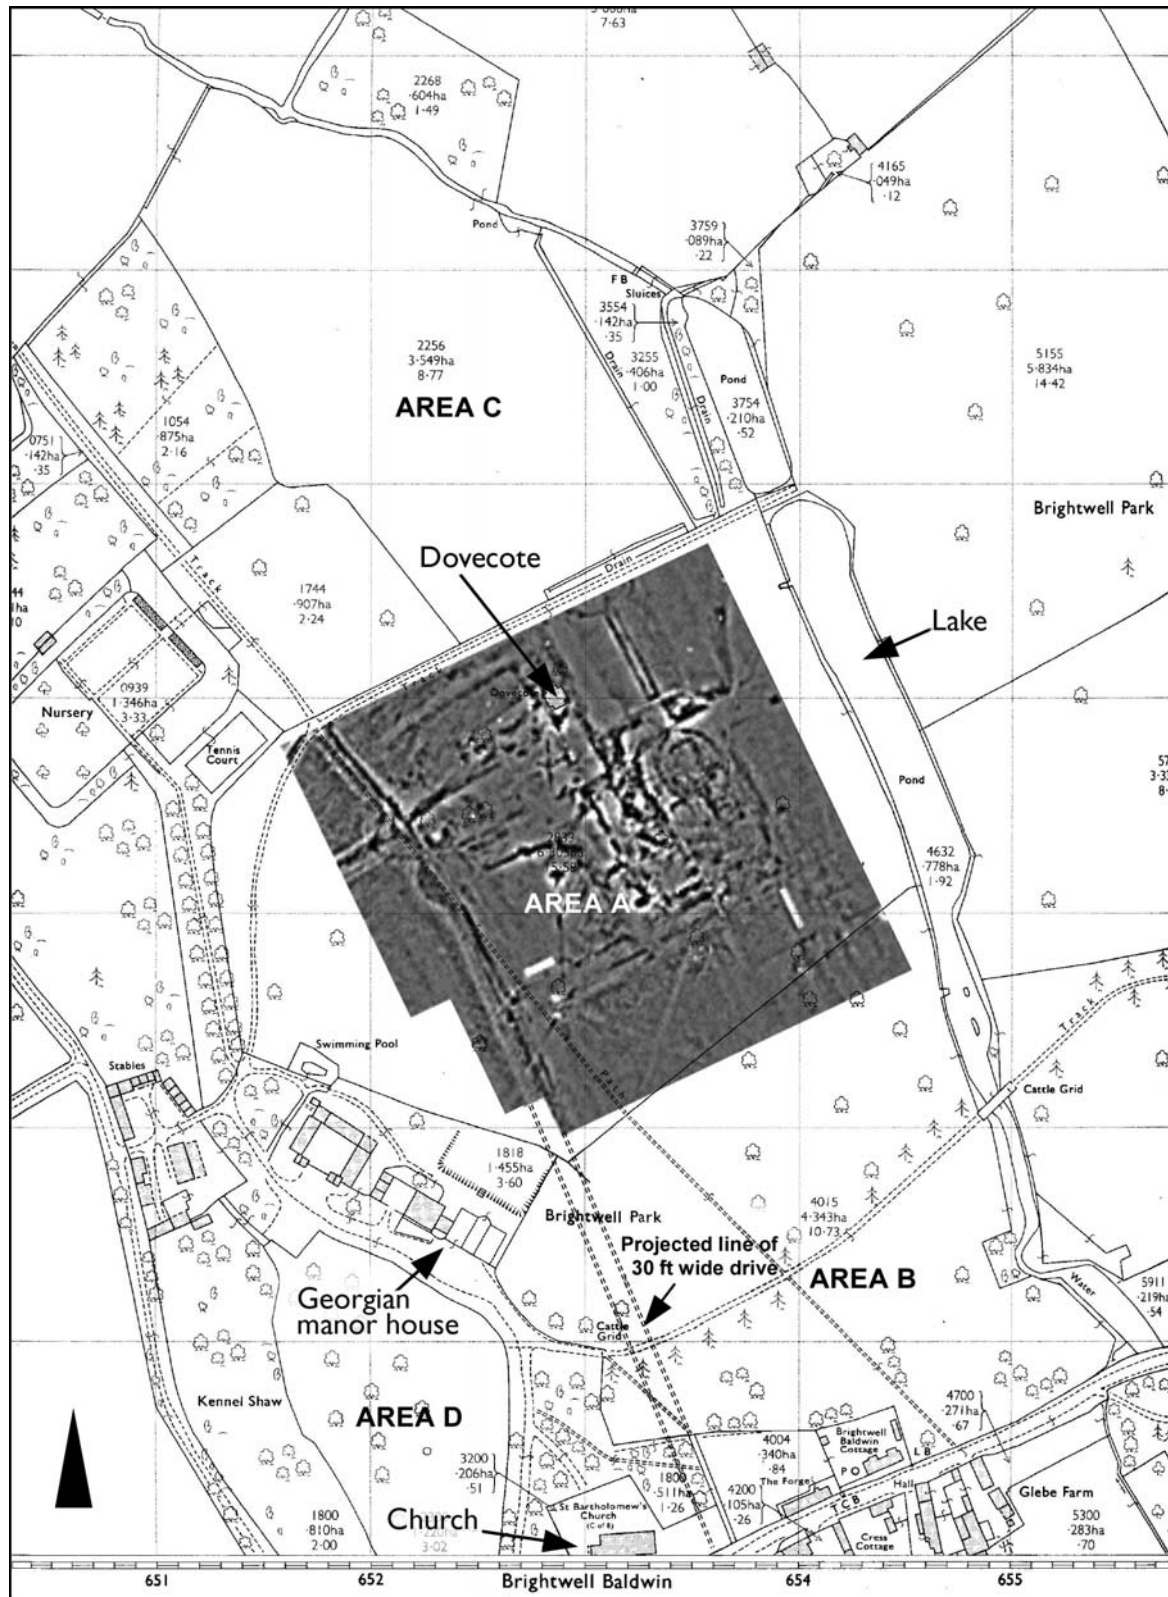 7·63
2268
·604ha
1·49
4165
·049ha
·12
Pond
3759
·089ha
·22
F B
Sluices
3554
·142ha
·35
2256
3·549ha
8·77
Drain
3255
·406ha
1·00
Drain
Pond
3754
·210ha
·52
5155
5·834ha
14·42
AREA C
1054
·875ha
2·16
0751
·142ha
·35
Brightwell Park
Dovecote
Track
Drain
1744
·907ha
2·24
Lake
Track
Dovecote
0939
1·346ha
3·33
Nursery
Tennis
Court
Pond
4632
·778ha
1·92
AREA A
Track
Swimming Pool
Path
Stables
Cattle Grid
1818
1·455ha
3·60
4015
4·343ha
10·73
Brightwell Park
Projected line of
30 ft wide drive
AREA B
Water
5911
·219ha
·54
Georgian
manor house
Cattle
Grid
Kennel Shaw
AREA D
4700
·271ha
·67
4004
·340ha
·84
Brightwell
Baldwin
Cottage
L B
P O
3200
·206ha
·51
1800
·511ha
1·26
The Forge
4200
·105ha
·26
T C B
Hall
Glebe Farm
St Bartholomew's
Church
(C of E)
Church
Cress
Cottage
5300
·283ha
·70
1800
·810ha
2·00
3·02
651
652
Brightwell Baldwin
654
655